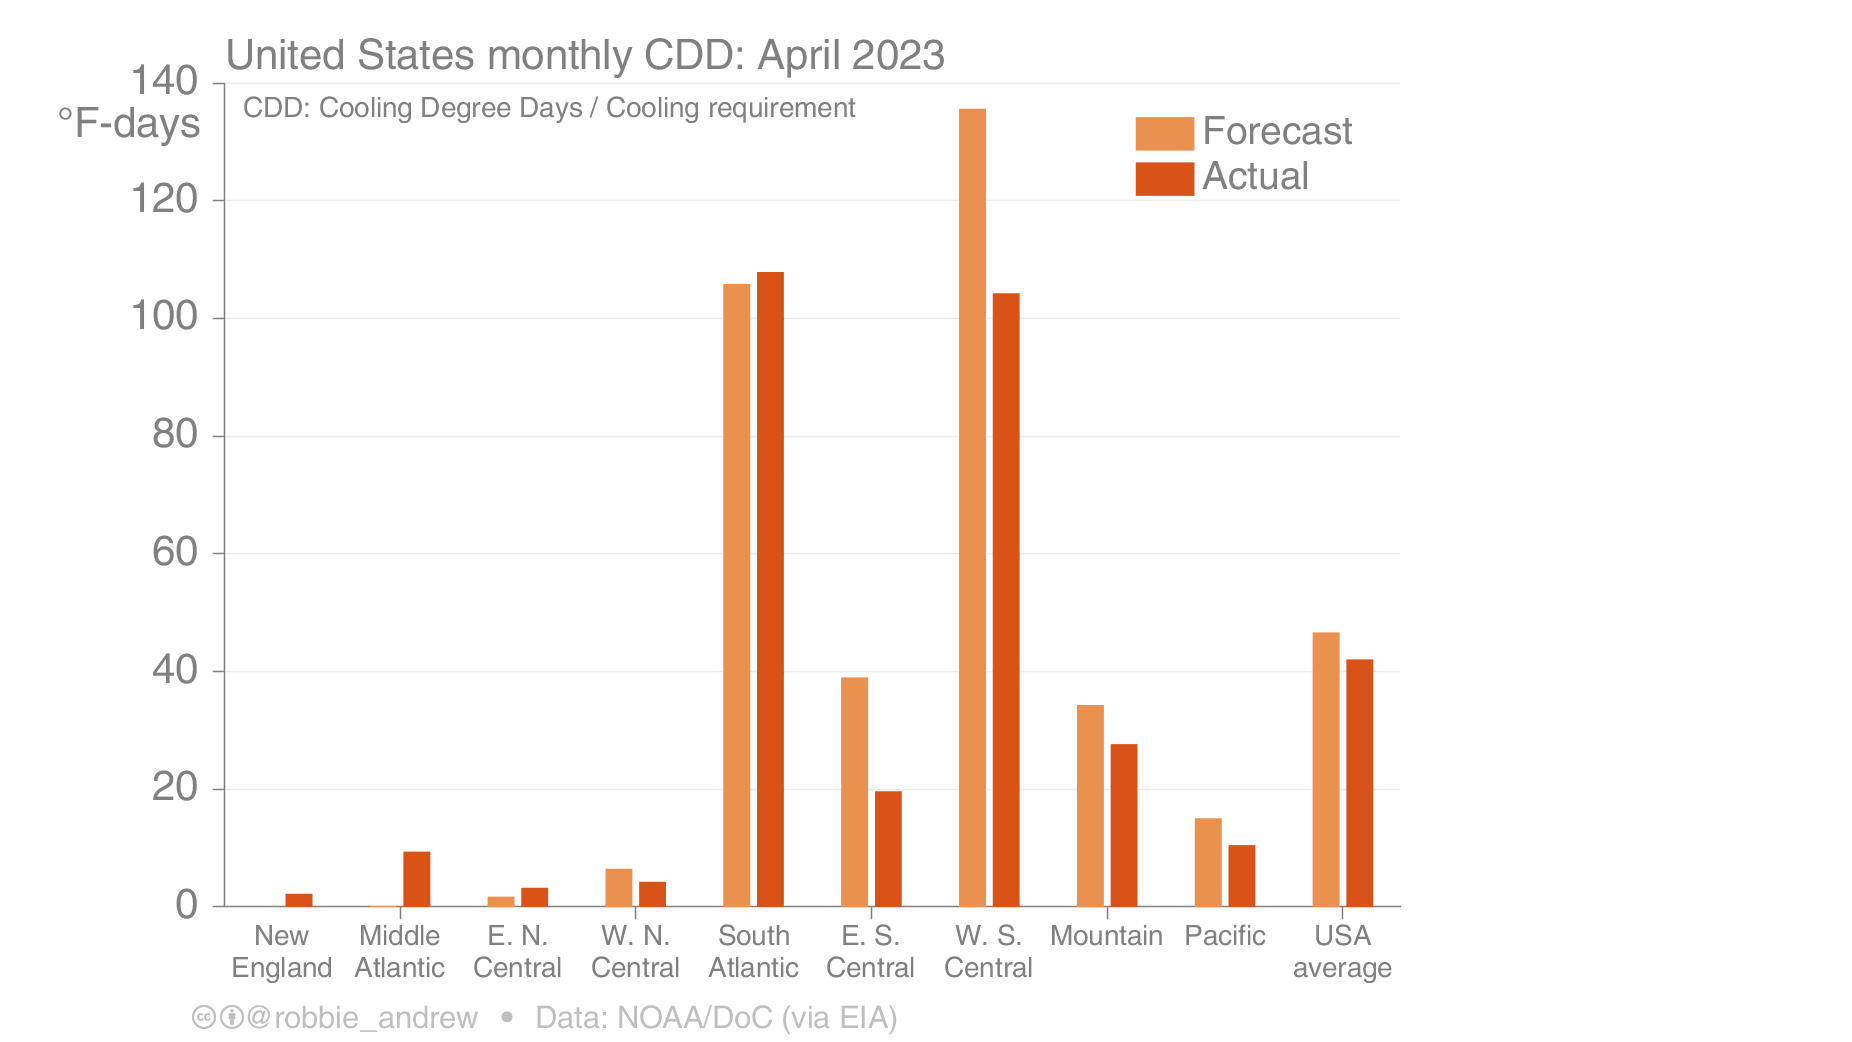 United States monthly CDD: April 2023
140
°F-days
CDD: Cooling Degree Days / Cooling requirement
Forecast
Actual
120
100
80
60
40
20
0
New England
Middle Atlantic
E. N. Central
W. N. Central
South Atlantic
E. S. Central
W. S. Central
Mountain
Pacific
USA average
@robbie_andrew • Data: NOAA/DoC (via EIA)